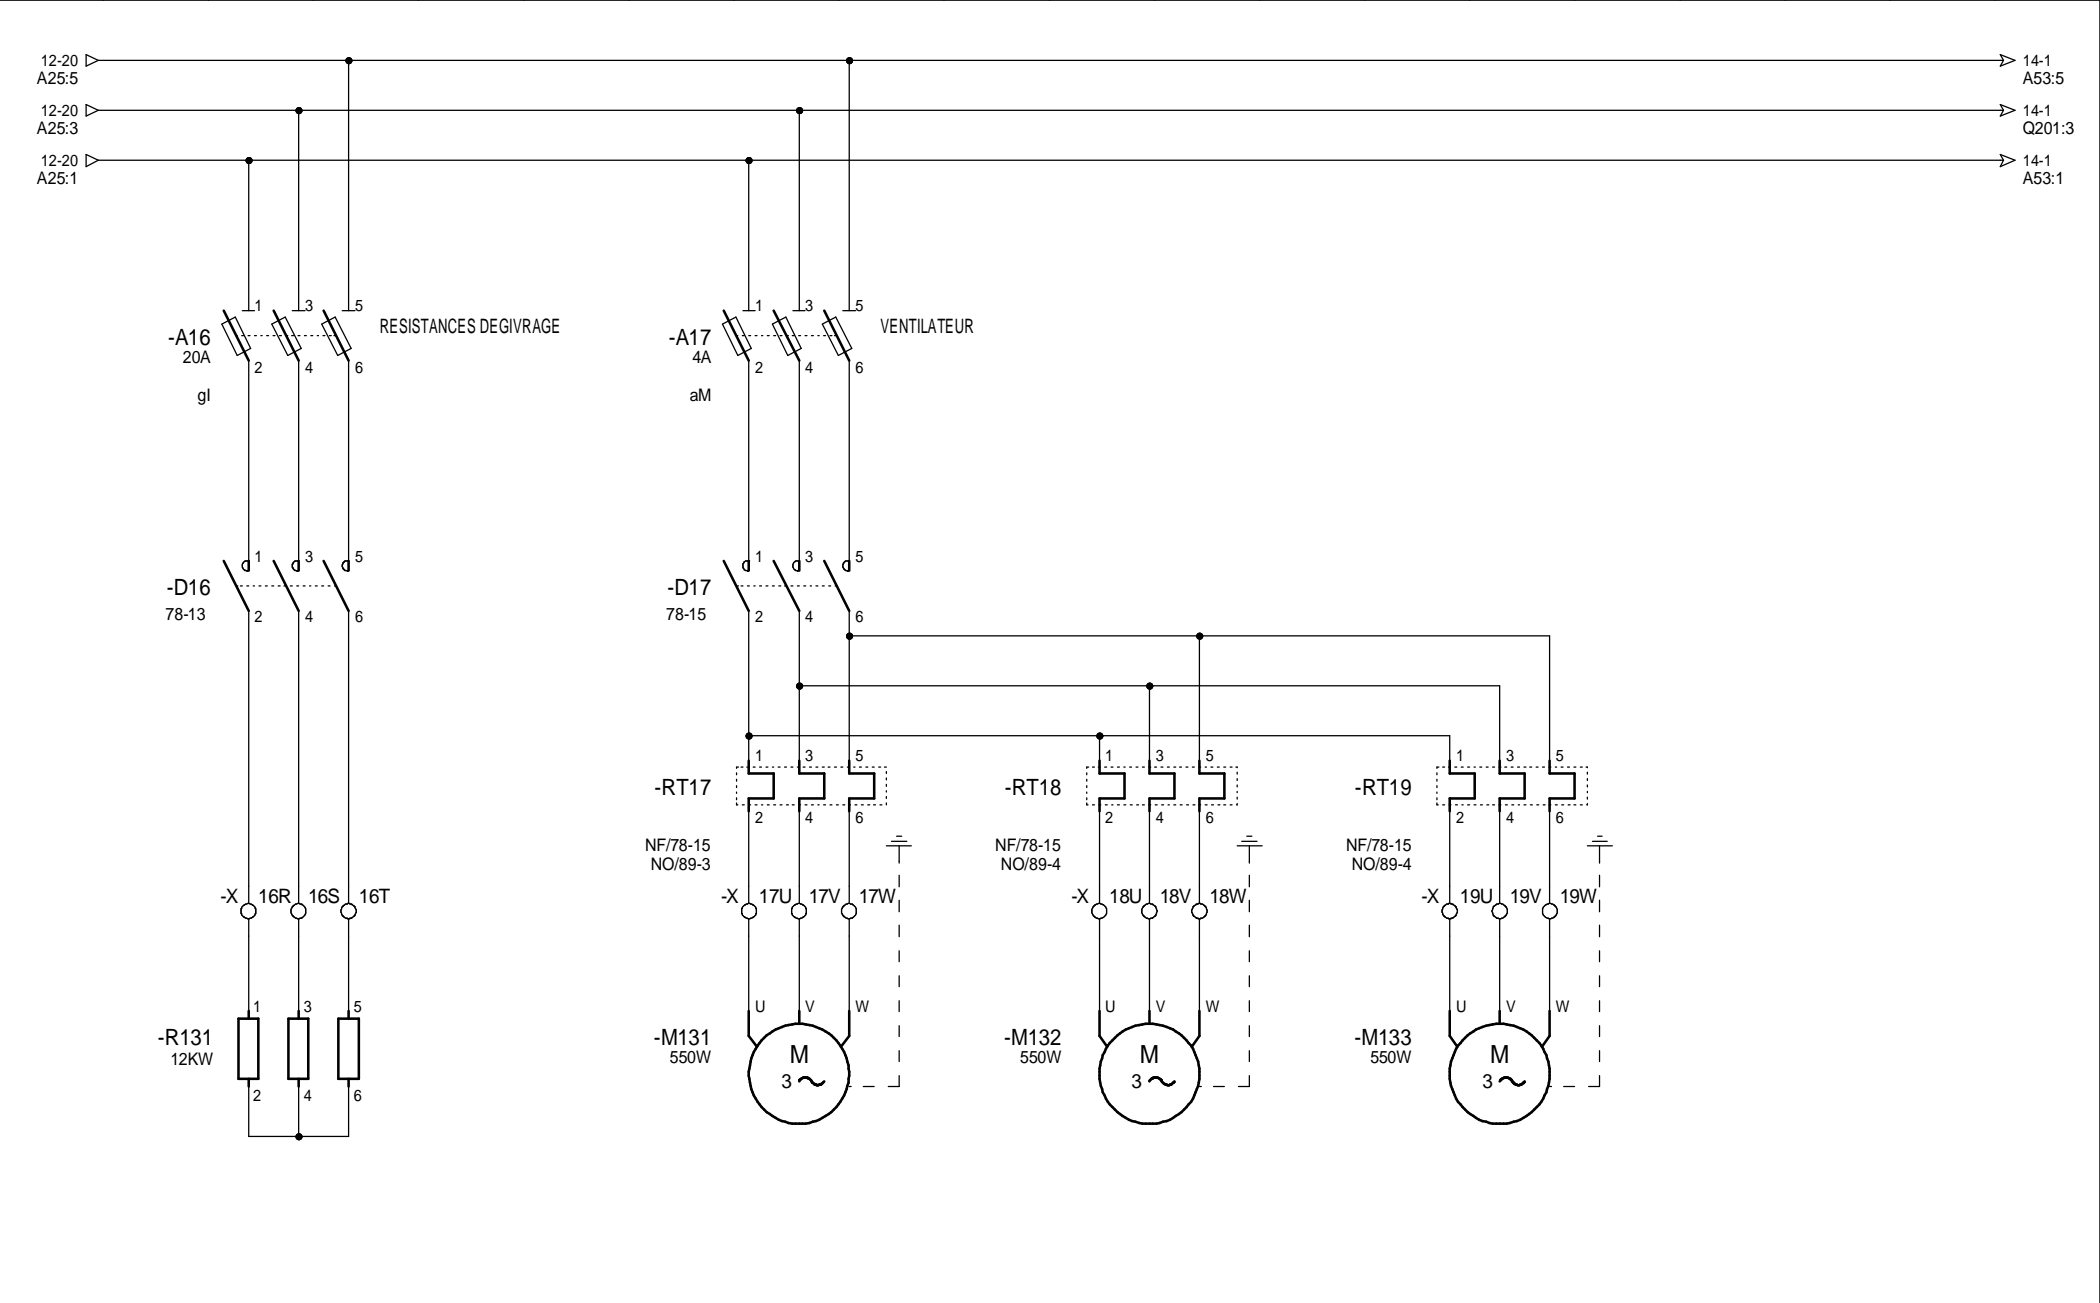 12-20
A25:5
14-1
A53:5
12-20
A25:3
14-1
Q201:3
12-20
A25:1
14-1
A53:1
1 3 5
-A16
20A
gI
2 4 6
RESISTANCES DEGIVRAGE
1 3 5
-A17
4A
aM
2 4 6
VENTILATEUR
1 3 5
-D16
78-13
2 4 6
1 3 5
-D17
78-15
2 4 6
1 3 5
-RT17
2 4 6
NF/78-15
NO/89-3
1 3 5
-RT18
2 4 6
NF/78-15
NO/89-4
1 3 5
-RT19
2 4 6
NF/78-15
NO/89-4
-X 16R 16S 16T
-X 17U 17V 17W
-X 18U 18V 18W
-X 19U 19V 19W
1 3 5
-R131
12KW
2 4 6
U V W
-M131
550W
M
3
U V W
-M132
550W
M
3
U V W
-M133
550W
M
3